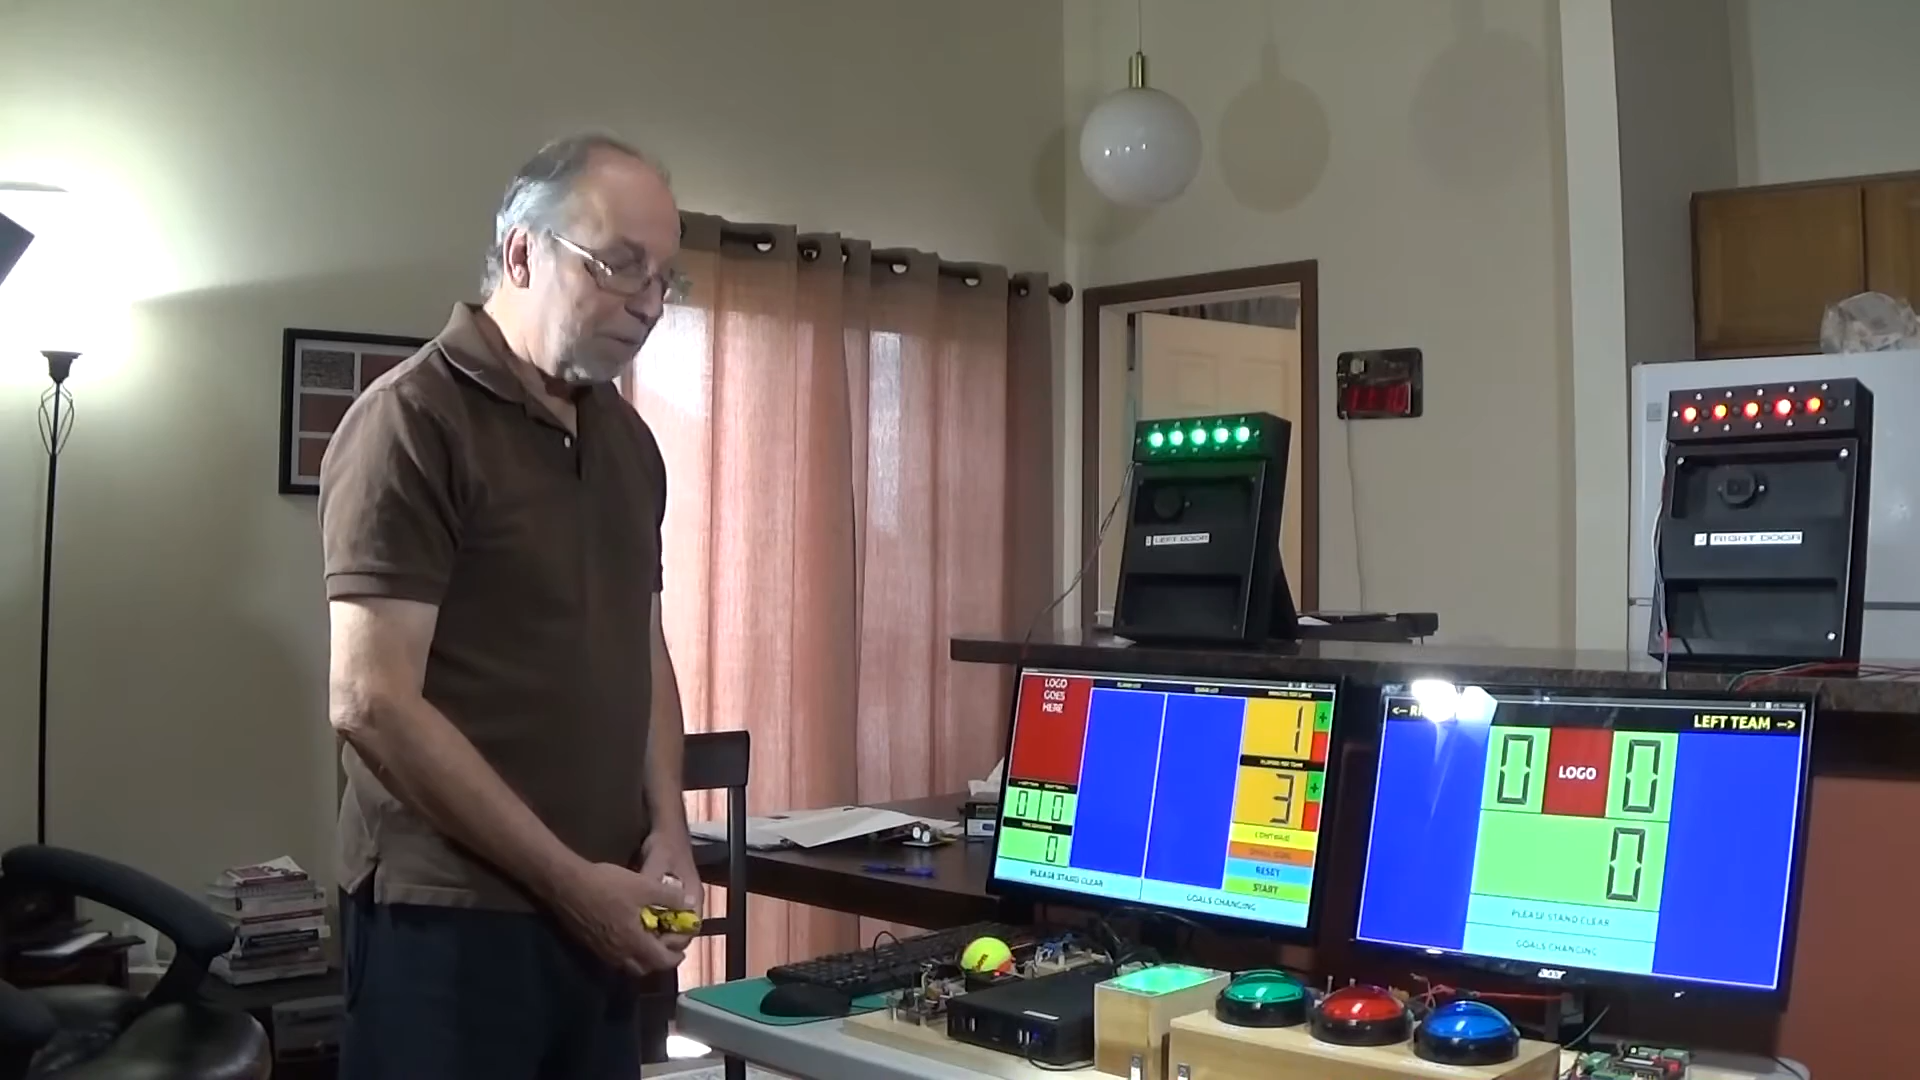 LEFT DOOR
RIGHT DOOR
LOGO
GOES
HERE
1
3
0 0
0
CONTINUE
RESET
START
PLEASE STAND CLEAR
GOALS CHANGING
<-- R
LEFT TEAM -->
0
LOGO
0
0
PLEASE STAND CLEAR
GOALS CHANGING
acer